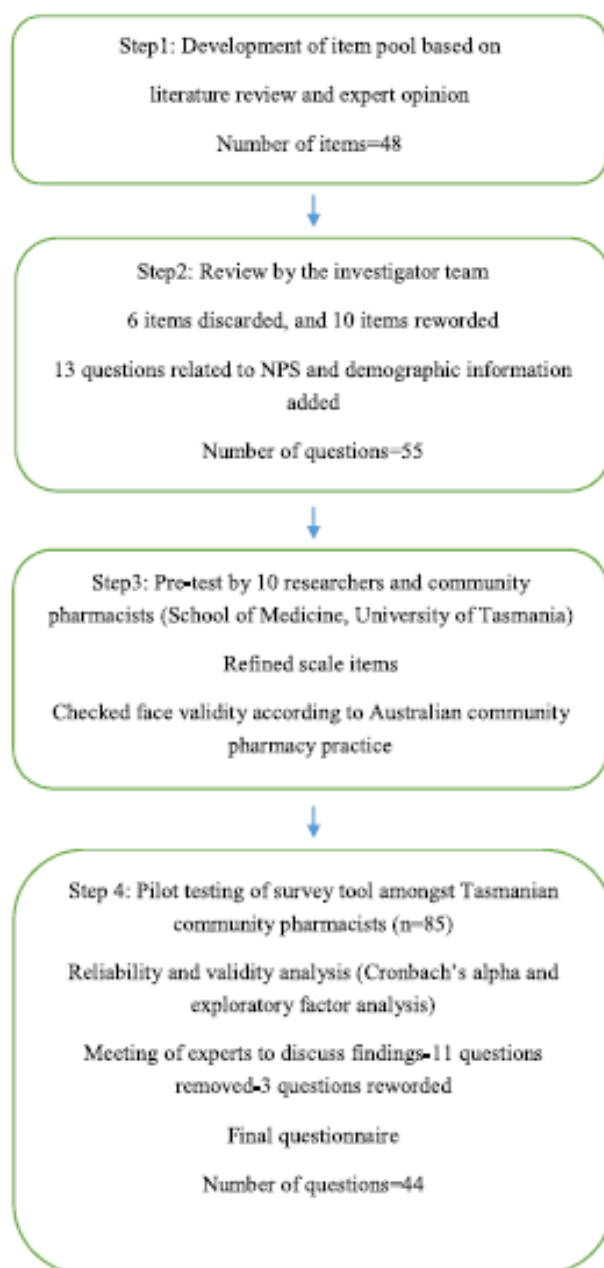 Step1: Development of item pool based on
literature review and expert opinion
Number of items=48
Step2: Review by the investigator team
6 items discarded, and 10 items reworded
13 questions related to NPS and demographic information
added
Number of questions=55
Step3: Pre-test by 10 researchers and community
pharmacists (School of Medicine, University of Tasmania)
Refined scale items
Checked face validity according to Australian community
pharmacy practice
Step 4: Pilot testing of survey tool amongst Tasmanian
community pharmacists (n=85)
Reliability and validity analysis (Cronbach's alpha and
exploratory factor analysis)
Meeting of experts to discuss findings-11 questions
removed-3 questions reworded
Final questionnaire
Number of questions=44